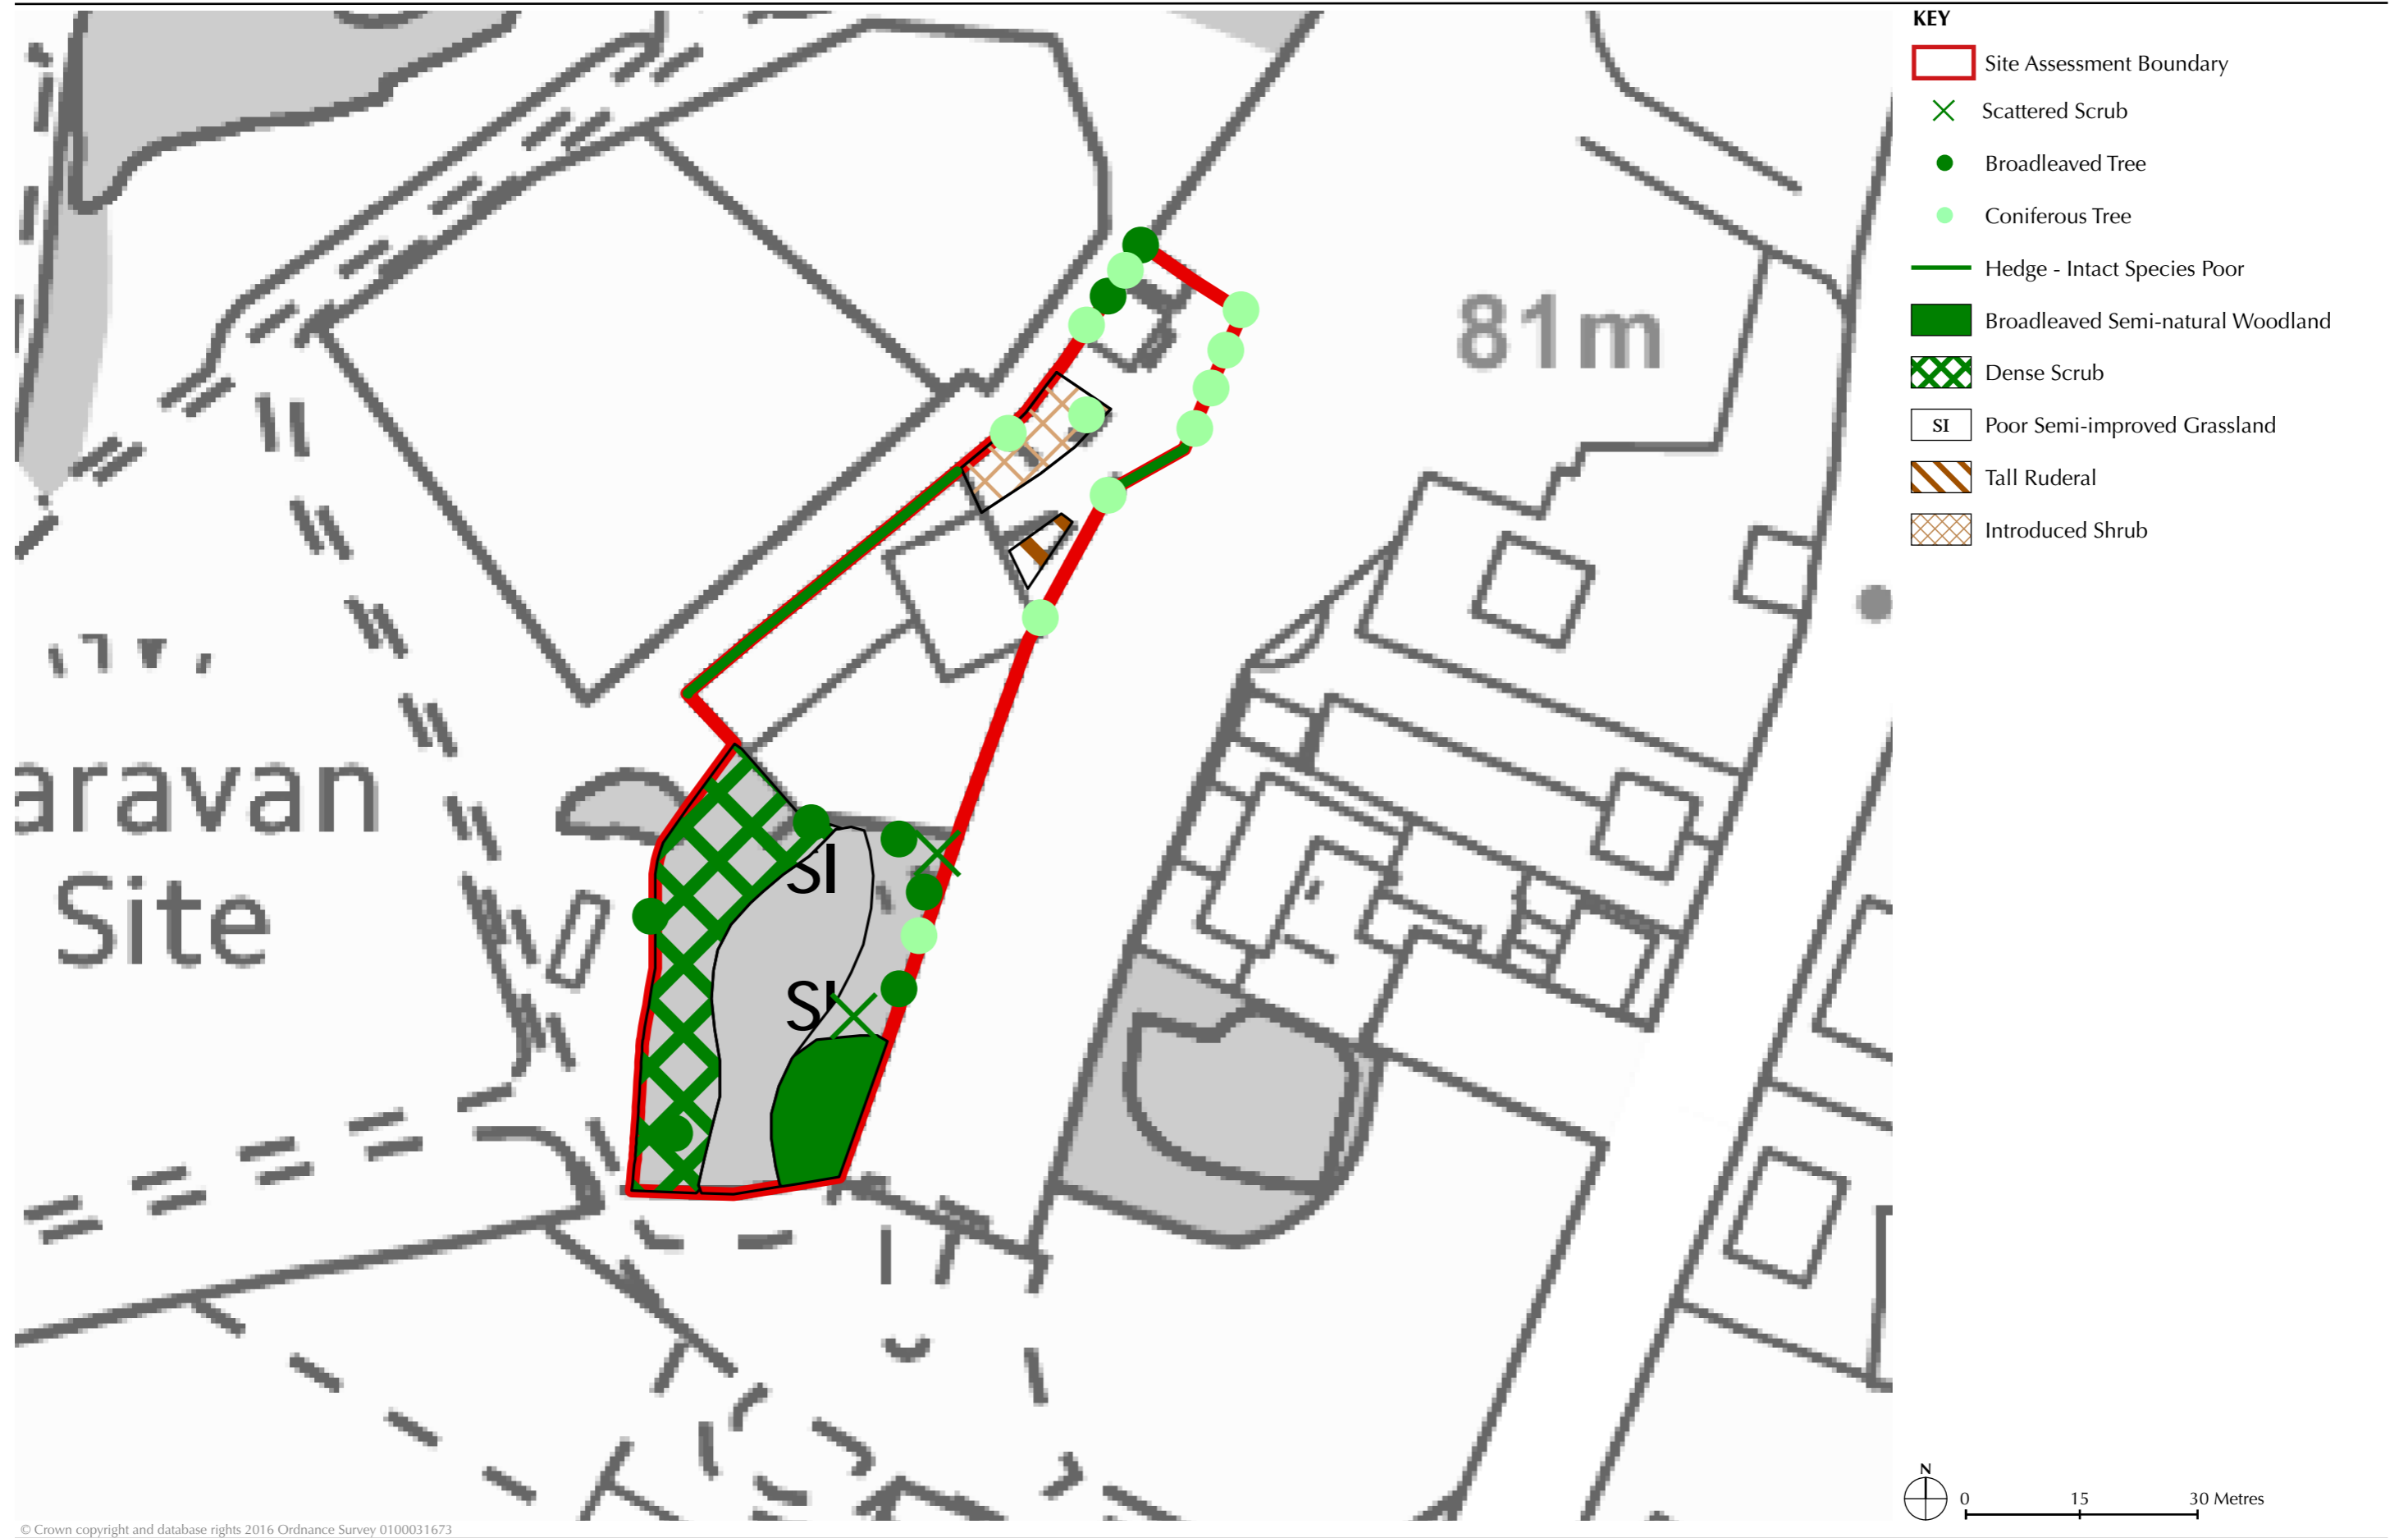 KEY
Site Assessment Boundary
Scattered Scrub
Broadleaved Tree
Coniferous Tree
Hedge - Intact Species Poor
Broadleaved Semi-natural Woodland
Dense Scrub
SI Poor Semi-improved Grassland
Tall Ruderal
Introduced Shrub
81m
aravan
Site
SI
SI
N
0 15 30 Metres
© Crown copyright and database rights 2016 Ordnance Survey 0100031673